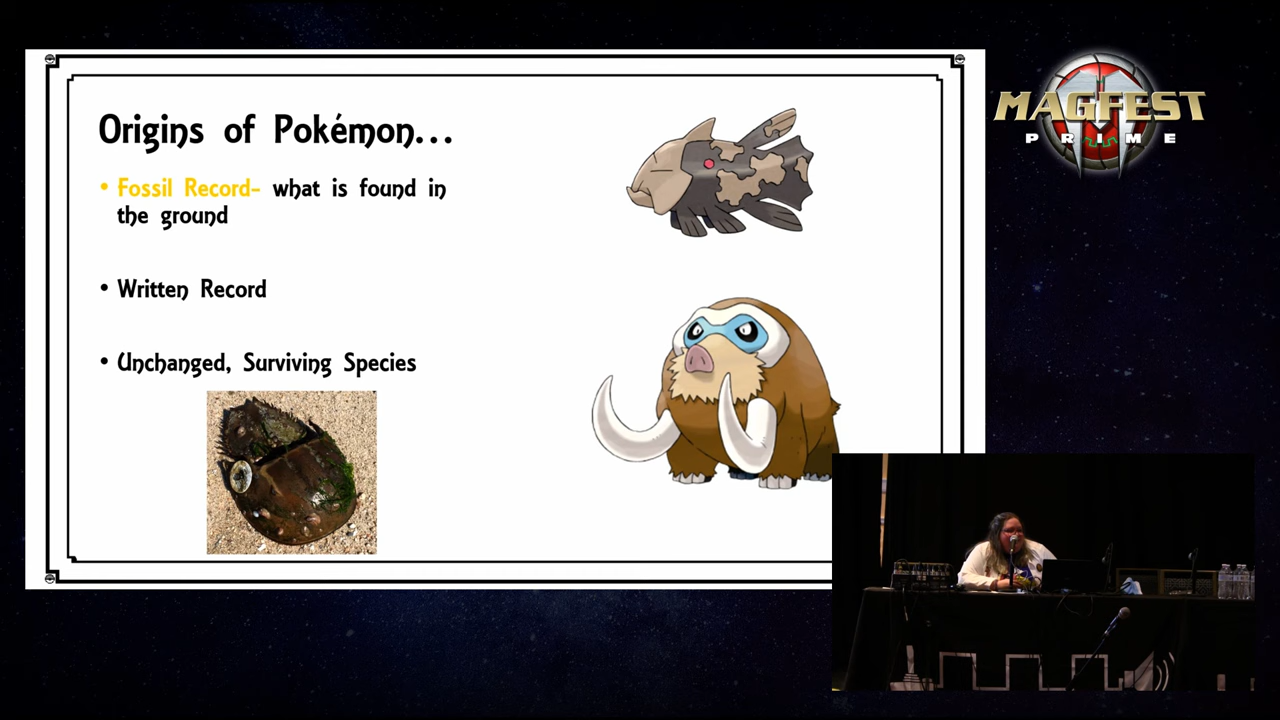 Origins of Pokémon...
• Fossil Record- what is found in
the ground
• Written Record
• Unchanged, Surviving Species
MAGFEST
PRIME